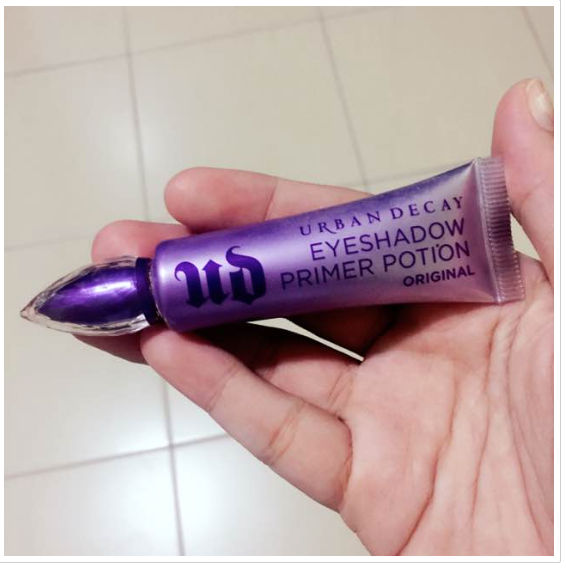 ud
URBAN DECAY
EYESHADOW
PRIMER POTION
ORIGINAL